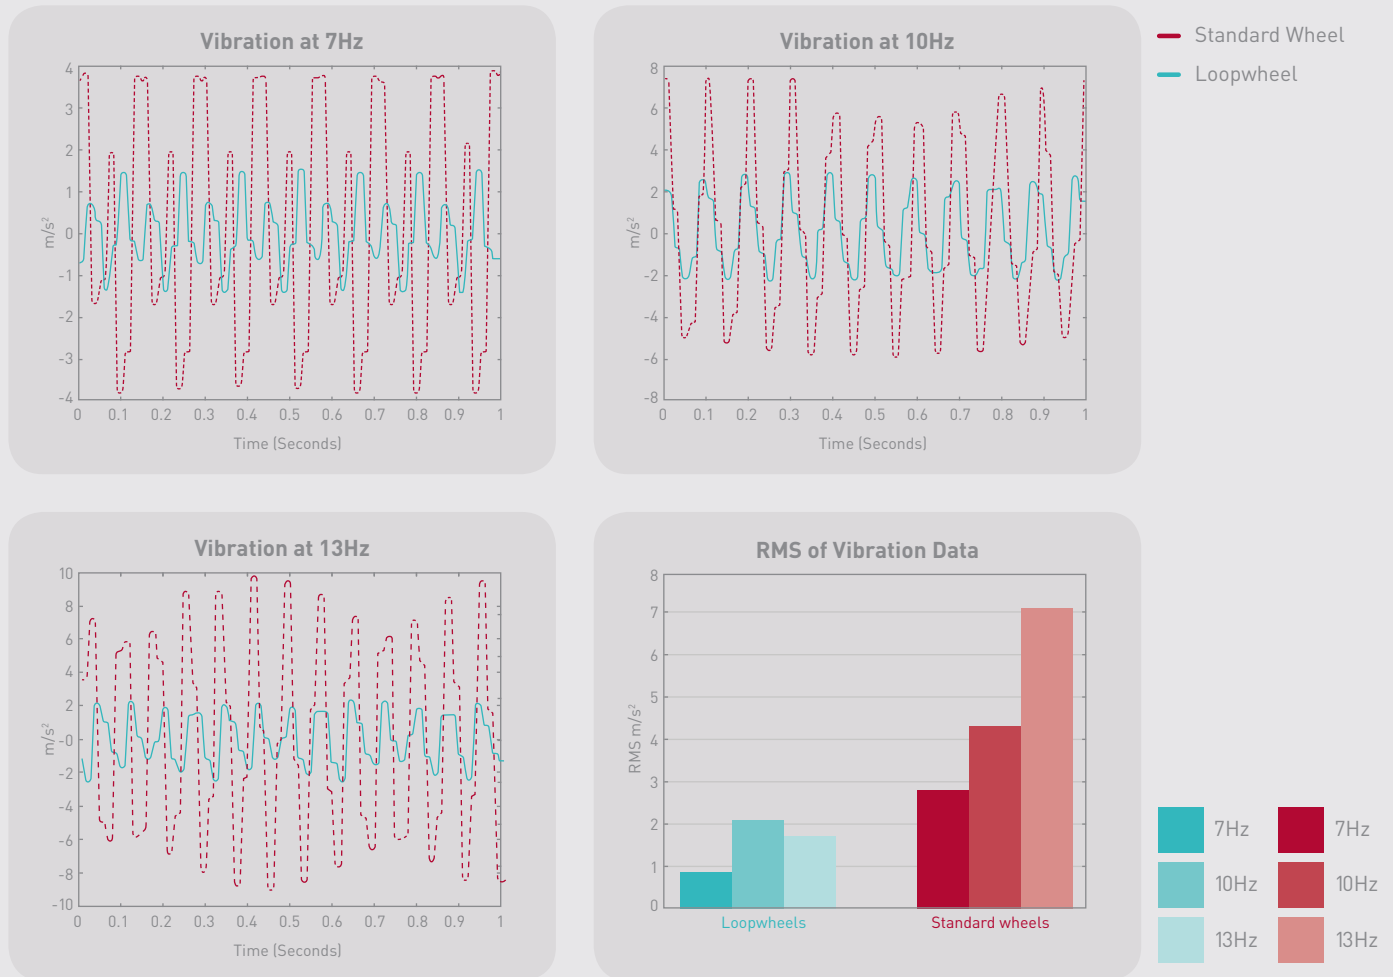 Vibration at 7Hz
4
3
2
1
0
-1
-2
-3
-4
m/s²
0 0.1 0.2 0.3 0.4 0.5 0.6 0.7 0.8 0.9 1
Time (Seconds)
Vibration at 10Hz
8
6
4
2
0
-2
-4
-6
-8
m/s²
0 0.1 0.2 0.3 0.4 0.5 0.6 0.7 0.8 0.9 1
Time (Seconds)
Standard Wheel
Loopwheel
Vibration at 13Hz
10
8
6
4
2
-0
-2
-4
-6
-8
-10
m/s²
0 0.1 0.2 0.3 0.4 0.5 0.6 0.7 0.8 0.9 1
Time (Seconds)
RMS of Vibration Data
8
7
6
5
4
3
2
1
0
RMS m/s²
Loopwheels Standard wheels
7Hz 7Hz
10Hz 10Hz
13Hz 13Hz